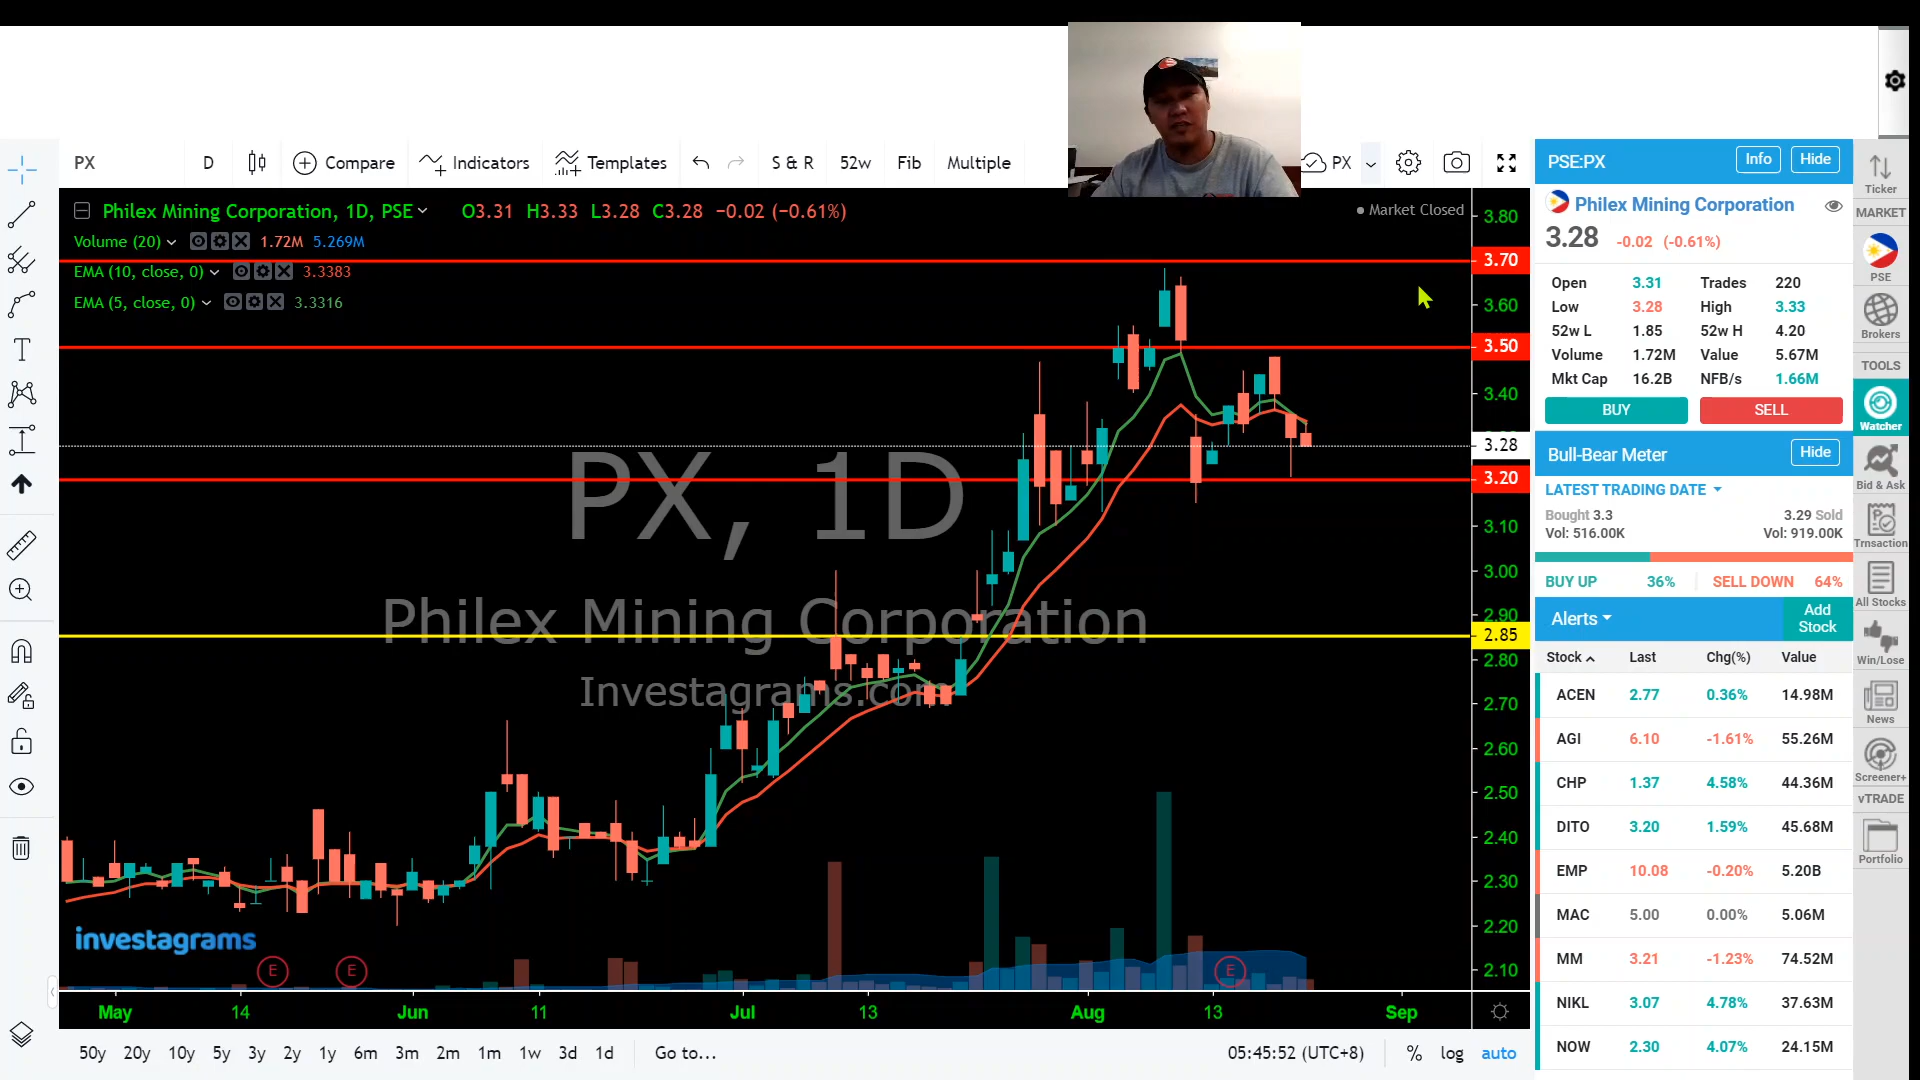 PX
D
Compare
Indicators
Templates
S & R
52w
Fib
Multiple
PX
Philex Mining Corporation, 1D, PSE
O3.31 H3.33 L3.28 C3.28 −0.02 (−0.61%)
Market Closed
Volume (20) 1.72M 5.269M
EMA (10, close, 0) 3.3383
EMA (5, close, 0) 3.3316
PX, 1D
Philex Mining Corporation
Investagrams.com
investagrams
E
E
E
3.80
3.70
3.60
3.50
3.40
3.28
3.20
3.10
3.00
2.90
2.85
2.80
2.70
2.60
2.50
2.40
2.30
2.20
2.10
May 14 Jun 11 Jul 13 Aug 13 Sep
50y 20y 10y 5y 3y 2y 1y 6m 3m 2m 1m 1w 3d 1d Go to...
05:45:52 (UTC+8) % log auto
PSE:PX Info Hide
Philex Mining Corporation
3.28 -0.02 (-0.61%)
Open 3.31 Trades 220
Low 3.28 High 3.33
52w L 1.85 52w H 4.20
Volume 1.72M Value 5.67M
Mkt Cap 16.2B NFB/s 1.66M
BUY SELL
Bull-Bear Meter Hide
LATEST TRADING DATE
Bought 3.3 3.29 Sold
Vol: 516.00K Vol: 919.00K
BUY UP 36% SELL DOWN 64%
Alerts Add Stock
Stock Last Chg(%) Value
ACEN 2.77 0.36% 14.98M
AGI 6.10 -1.61% 55.26M
CHP 1.37 4.58% 44.36M
DITO 3.20 1.59% 45.68M
EMP 10.08 -0.20% 5.20B
MAC 5.00 0.00% 5.06M
MM 3.21 -1.23% 74.52M
NIKL 3.07 4.78% 37.63M
NOW 2.30 4.07% 24.15M
Ticker
MARKET
PSE
Brokers
TOOLS
Watcher
Bid & Ask
Trnsaction
All Stocks
Win/Lose
News
Screener+
vTRADE
Portfolio